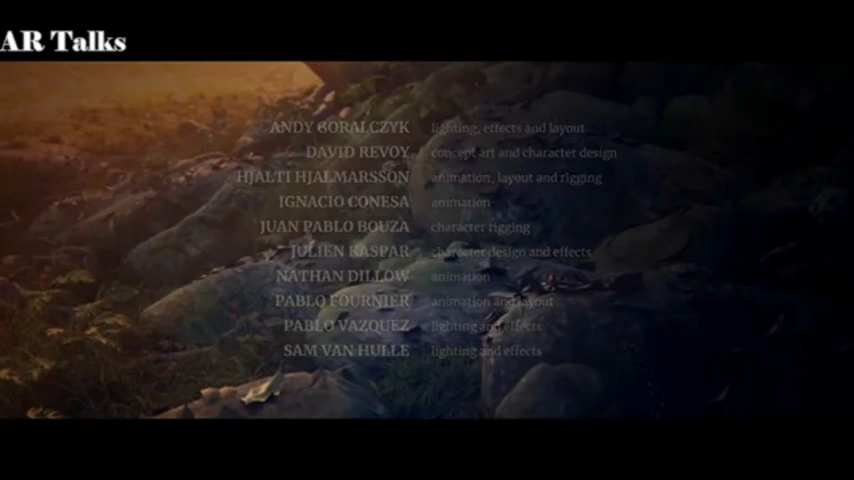 AR Talks
ANDY GORALCZYK lighting, effects and layout
DAVID REVOY concept art and character design
HJALTI HJALMARSSON animation, layout and rigging
IGNACIO CONESA animation
JUAN PABLO BOUZA character rigging
JULIEN KASPAR character design and effects
NATHAN DILLOW animation
PABLO FOURNIER animation and layout
PABLO VAZQUEZ lighting and effects
SAM VAN HULLE lighting and effects